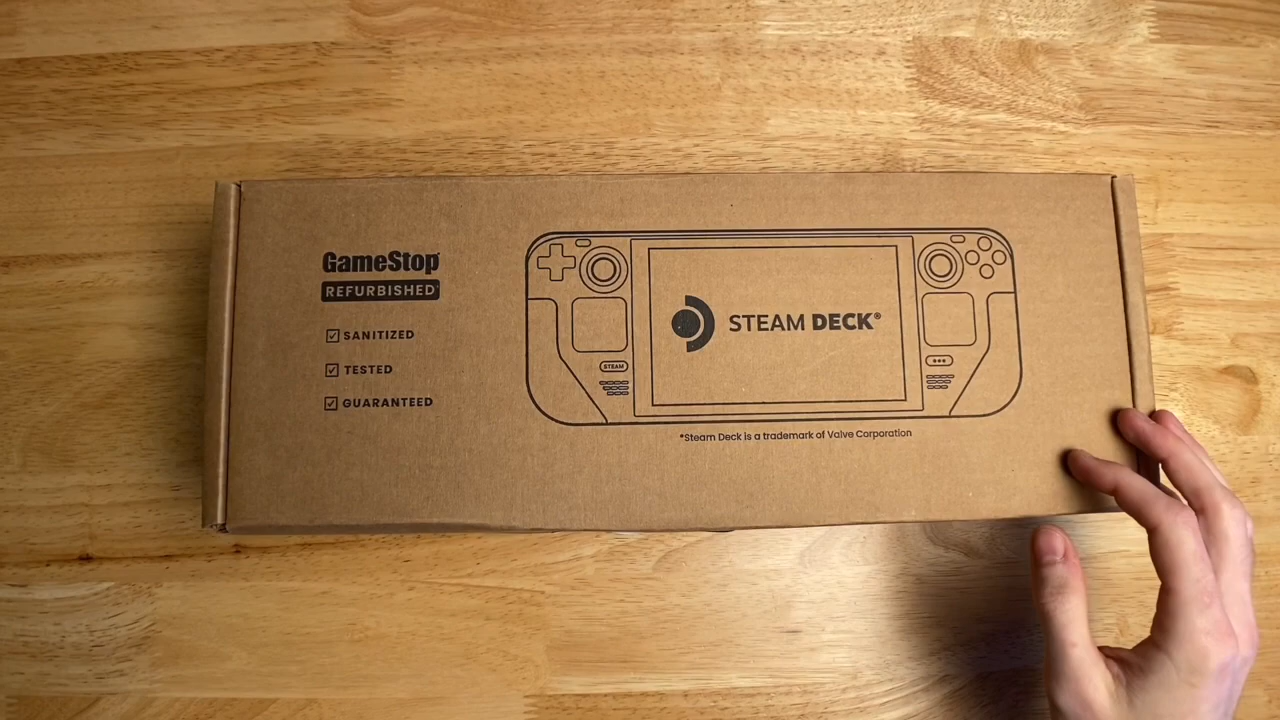 GameStop
REFURBISHED
SANITIZED
TESTED
GUARANTEED
STEAM DECK®
STEAM
*Steam Deck is a trademark of Valve Corporation